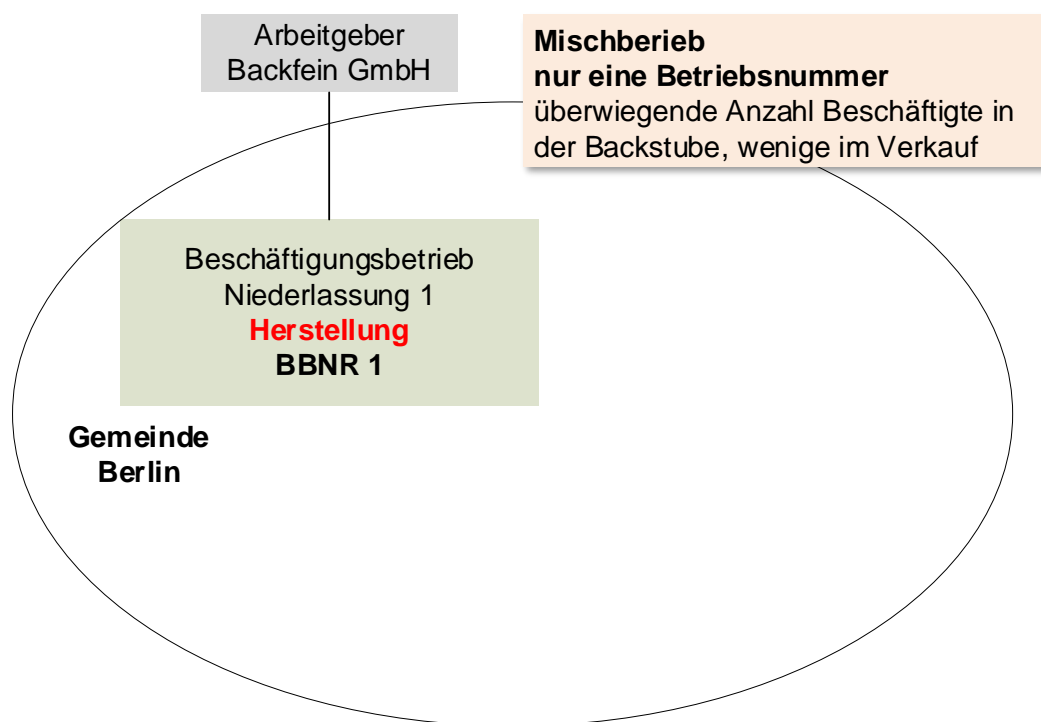 Arbeitgeber
Backfein GmbH
Mischberieb
nur eine Betriebsnummer
überwiegende Anzahl Beschäftigte in
der Backstube, wenige im Verkauf
Beschäftigungsbetrieb
Niederlassung 1
Herstellung
BBNR 1
Gemeinde
Berlin